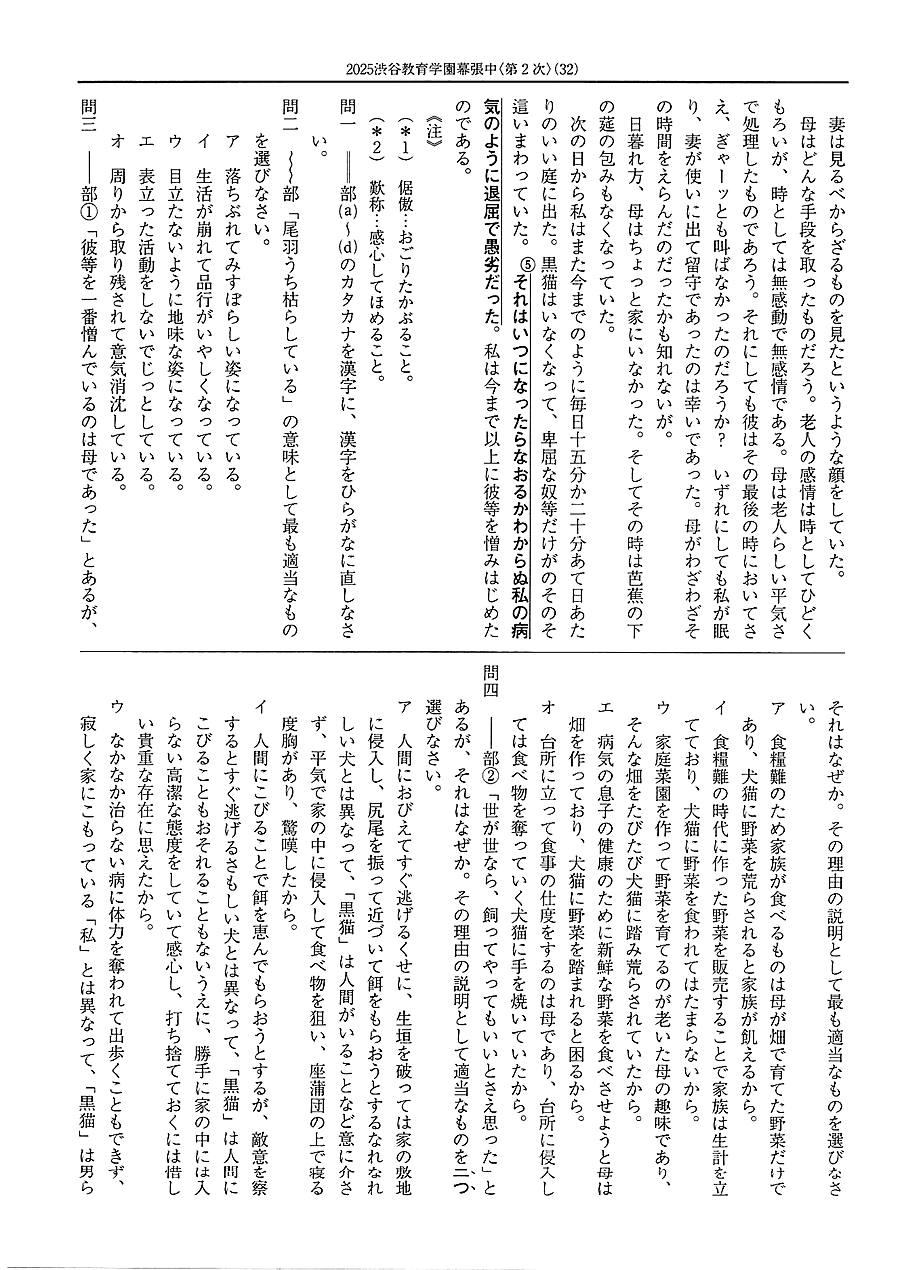 2025渋谷教育学園幕張中〈第2次〉(32)
妻は見るべからざるものを見たというような顔をしていた。
母はどんな手段を取ったものだろう。老人の感情は時としてひどく
もろいが、時としては無感動で無感情である。母は老人らしい平気さ
で処理したものであろう。それにしても彼はその最後の時においてさ
え、ぎゃーッとも叫ばなかったのだろうか?　いずれにしても私が眠
り、妻が使いに出て留守であったのは幸いであった。母がわざわざそ
の時間をえらんだのだったかも知れないが。
日暮れ方、母はちょっと家にいなかった。そしてその時は芭蕉の下
の莚の包みもなくなっていた。
次の日から私はまた今までのように毎日十五分か二十分あて日あた
りのいい庭に出た。黒猫はいなくなって、卑屈な奴等だけがのそのそ
這いまわっていた。⑤それはいつになったらなおるかわからぬ私の病
気のように退屈で愚劣だった。私は今まで以上に彼等を憎みはじめた
のである。
《注》
(＊1)　倨傲…おごりたかぶること。
(＊2)　歎称…感心してほめること。
問一　══部(a)～(d)のカタカナを漢字に、漢字をひらがなに直しなさ
い。
問二　～～部「尾羽うち枯らしている」の意味として最も適当なもの
を選びなさい。
ア　落ちぶれてみすぼらしい姿になっている。
イ　生活が崩れて品行がいやしくなっている。
ウ　目立たないように地味な姿になっている。
エ　表立った活動をしないでじっとしている。
オ　周りから取り残されて意気消沈している。
問三　――部①「彼等を一番憎んでいるのは母であった」とあるが、
それはなぜか。その理由の説明として最も適当なものを選びなさ
い。
ア　食糧難のため家族が食べるものは母が畑で育てた野菜だけで
あり、犬猫に野菜を荒らされると家族が飢えるから。
イ　食糧難の時代に作った野菜を販売することで家族は生計を立
てており、犬猫に野菜を食われてはたまらないから。
ウ　家庭菜園を作って野菜を育てるのが老いた母の趣味であり、
そんな畑をたびたび犬猫に踏み荒らされていたから。
エ　病気の息子の健康のために新鮮な野菜を食べさせようと母は
畑を作っており、犬猫に野菜を踏まれると困るから。
オ　台所に立って食事の仕度をするのは母であり、台所に侵入し
ては食べ物を奪っていく犬猫に手を焼いていたから。
問四　――部②「世が世なら、飼ってやってもいいとさえ思った」と
あるが、それはなぜか。その理由の説明として適当なものを二つ
選びなさい。
ア　人間におびえてすぐ逃げるくせに、生垣を破っては家の敷地
に侵入し、尻尾を振って近づいて餌をもらおうとするなれなれ
しい犬とは異なって、「黒猫」は人間がいることなど意に介さ
ず、平気で家の中に侵入して食べ物を狙い、座蒲団の上で寝る
度胸があり、驚嘆したから。
イ　人間にこびることで餌を恵んでもらおうとするが、敵意を察
するとすぐ逃げるさもしい犬とは異なって、「黒猫」は人間に
こびることもおそれることもないうえに、勝手に家の中には入
らない高潔な態度をしていて感心し、打ち捨てておくには惜し
い貴重な存在に思えたから。
ウ　なかなか治らない病に体力を奪われて出歩くこともできず、
寂しく家にこもっている「私」とは異なって、「黒猫」は男ら